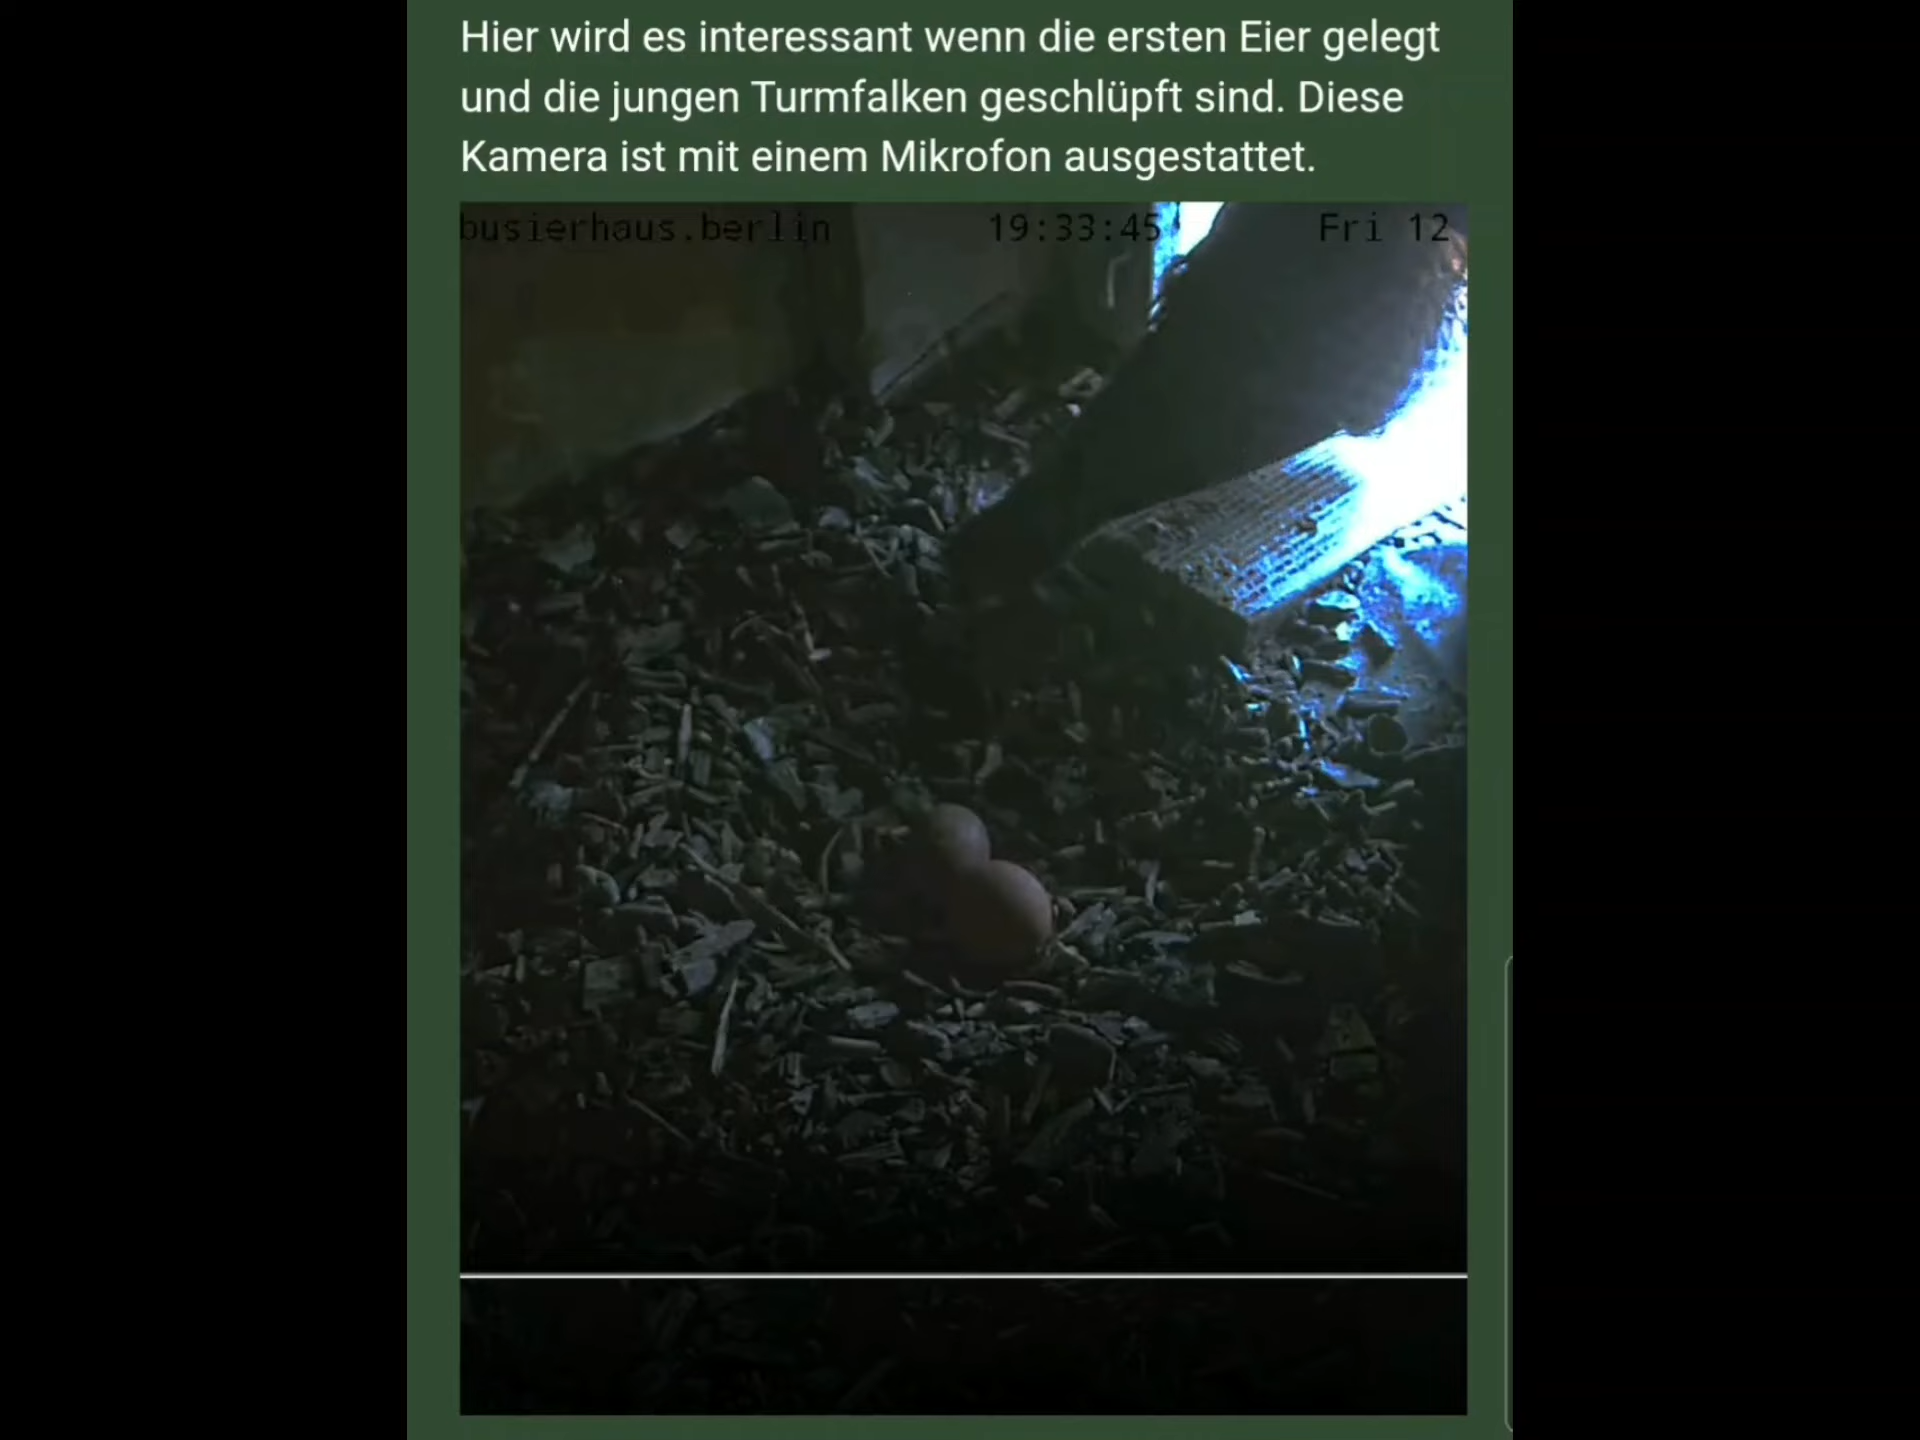 Hier wird es interessant wenn die ersten Eier gelegt
und die jungen Turmfalken geschlüpft sind. Diese
Kamera ist mit einem Mikrofon ausgestattet.
busierhaus.berlin 19:33:45 Fri 12